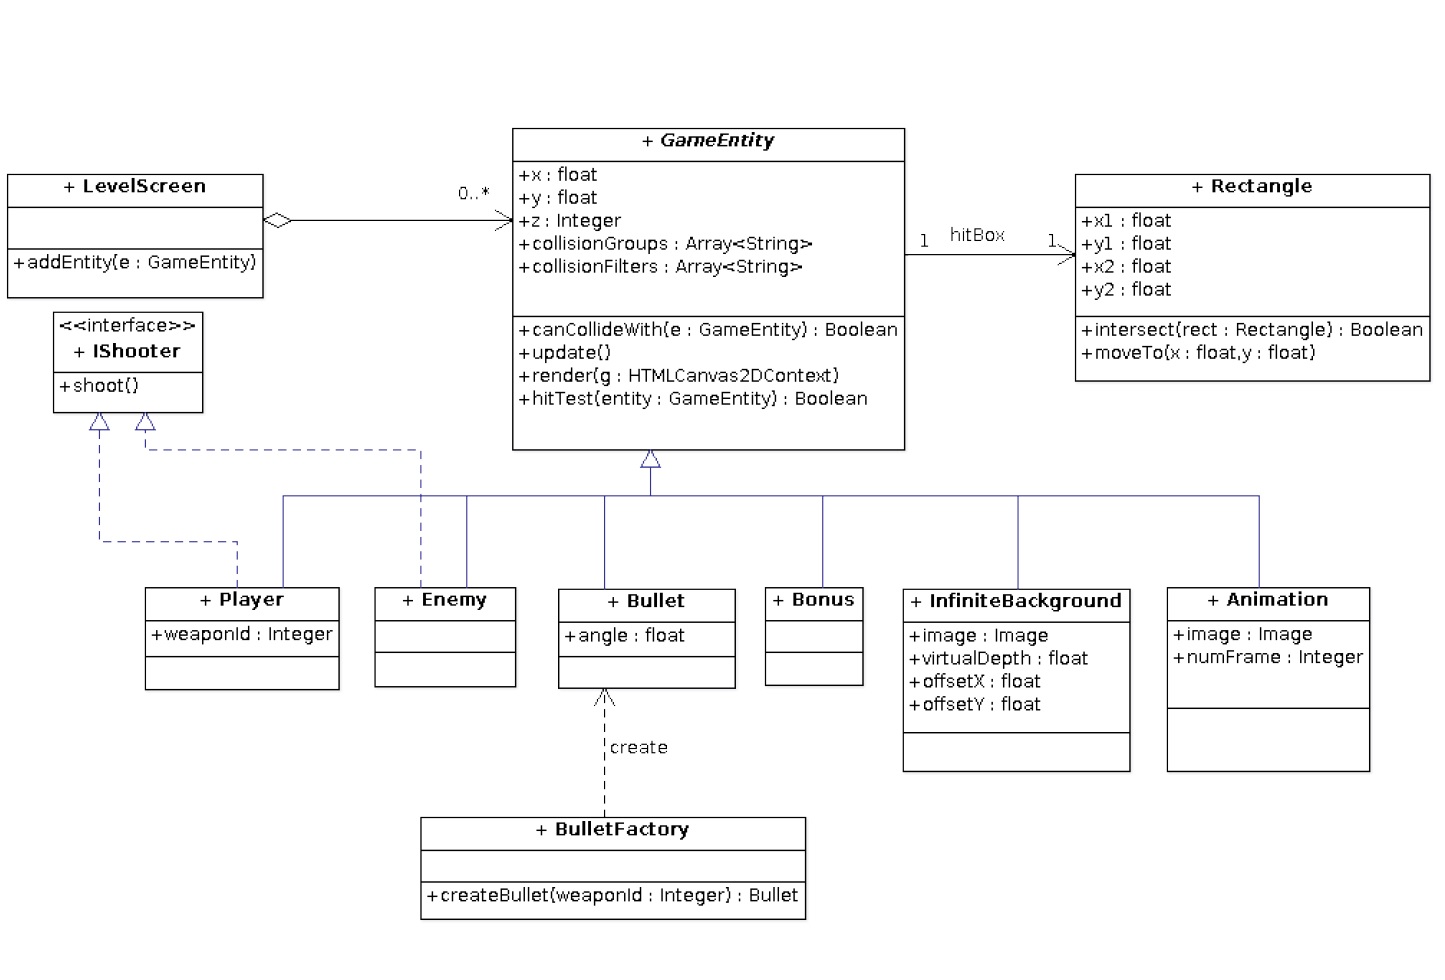 + LevelScreen
+addEntity(e : GameEntity)
0..*
+ GameEntity
+x : float
+y : float
+z : Integer
+collisionGroups : Array<String>
+collisionFilters : Array<String>
+canCollideWith(e : GameEntity) : Boolean
+update()
+render(g : HTMLCanvas2DContext)
+hitTest(entity : GameEntity) : Boolean
1 hitBox 1
+ Rectangle
+x1 : float
+y1 : float
+x2 : float
+y2 : float
+intersect(rect : Rectangle) : Boolean
+moveTo(x : float,y : float)
<<interface>>
+ IShooter
+shoot()
+ Player
+weaponId : Integer
+ Enemy
+ Bullet
+angle : float
+ Bonus
+ InfiniteBackground
+image : Image
+virtualDepth : float
+offsetX : float
+offsetY : float
+ Animation
+image : Image
+numFrame : Integer
create
+ BulletFactory
+createBullet(weaponId : Integer) : Bullet